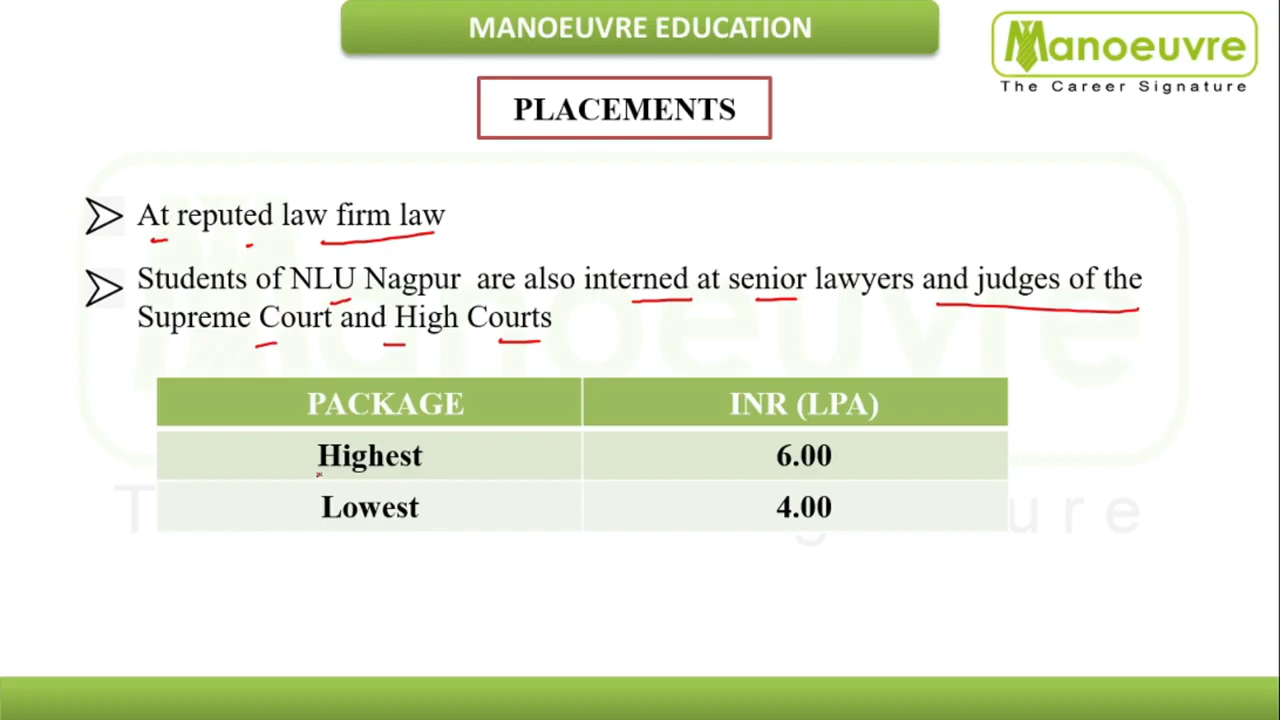 MANOEUVRE EDUCATION
Manoeuvre
The Career Signature
PLACEMENTS
At reputed law firm law
Students of NLU Nagpur are also interned at senior lawyers and judges of the
Supreme Court and High Courts
PACKAGE INR (LPA)
Highest 6.00
Lowest 4.00